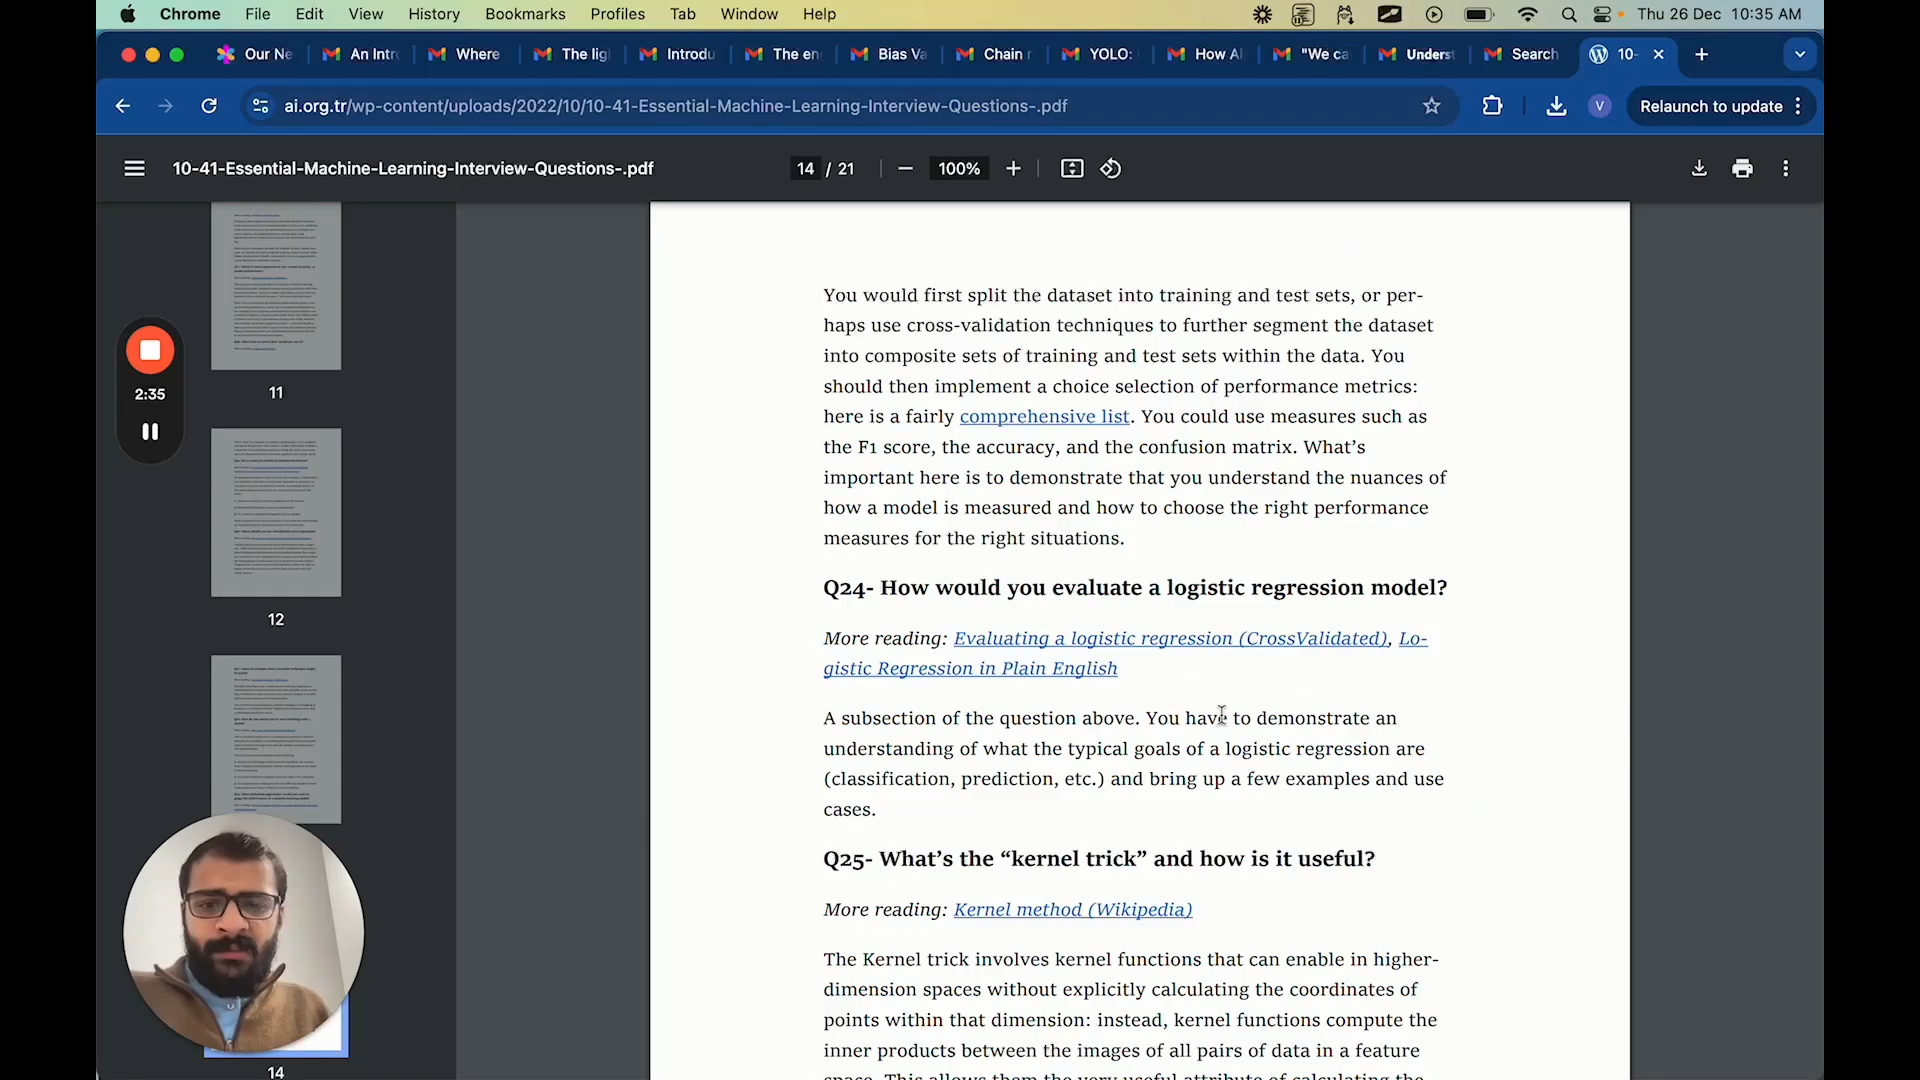 Chrome File Edit View History Bookmarks Profiles Tab Window Help Thu 26 Dec 10:35 AM
Our Ne An Intr Where The lig Introdu The en Bias Va Chain r YOLO: How AI "We ca Underst Search 10-
ai.org.tr/wp-content/uploads/2022/10/10-41-Essential-Machine-Learning-Interview-Questions-.pdf V Relaunch to update
10-41-Essential-Machine-Learning-Interview-Questions-.pdf 14 / 21 100%
11
2:35
12
14
You would first split the dataset into training and test sets, or per-
haps use cross-validation techniques to further segment the dataset
into composite sets of training and test sets within the data. You
should then implement a choice selection of performance metrics:
here is a fairly comprehensive list. You could use measures such as
the F1 score, the accuracy, and the confusion matrix. What’s
important here is to demonstrate that you understand the nuances of
how a model is measured and how to choose the right performance
measures for the right situations.
Q24- How would you evaluate a logistic regression model?
More reading: Evaluating a logistic regression (CrossValidated), Lo-
gistic Regression in Plain English
A subsection of the question above. You have to demonstrate an
understanding of what the typical goals of a logistic regression are
(classification, prediction, etc.) and bring up a few examples and use
cases.
Q25- What’s the “kernel trick” and how is it useful?
More reading: Kernel method (Wikipedia)
The Kernel trick involves kernel functions that can enable in higher-
dimension spaces without explicitly calculating the coordinates of
points within that dimension: instead, kernel functions compute the
inner products between the images of all pairs of data in a feature
space. This allows them the very useful attribute of calculating the